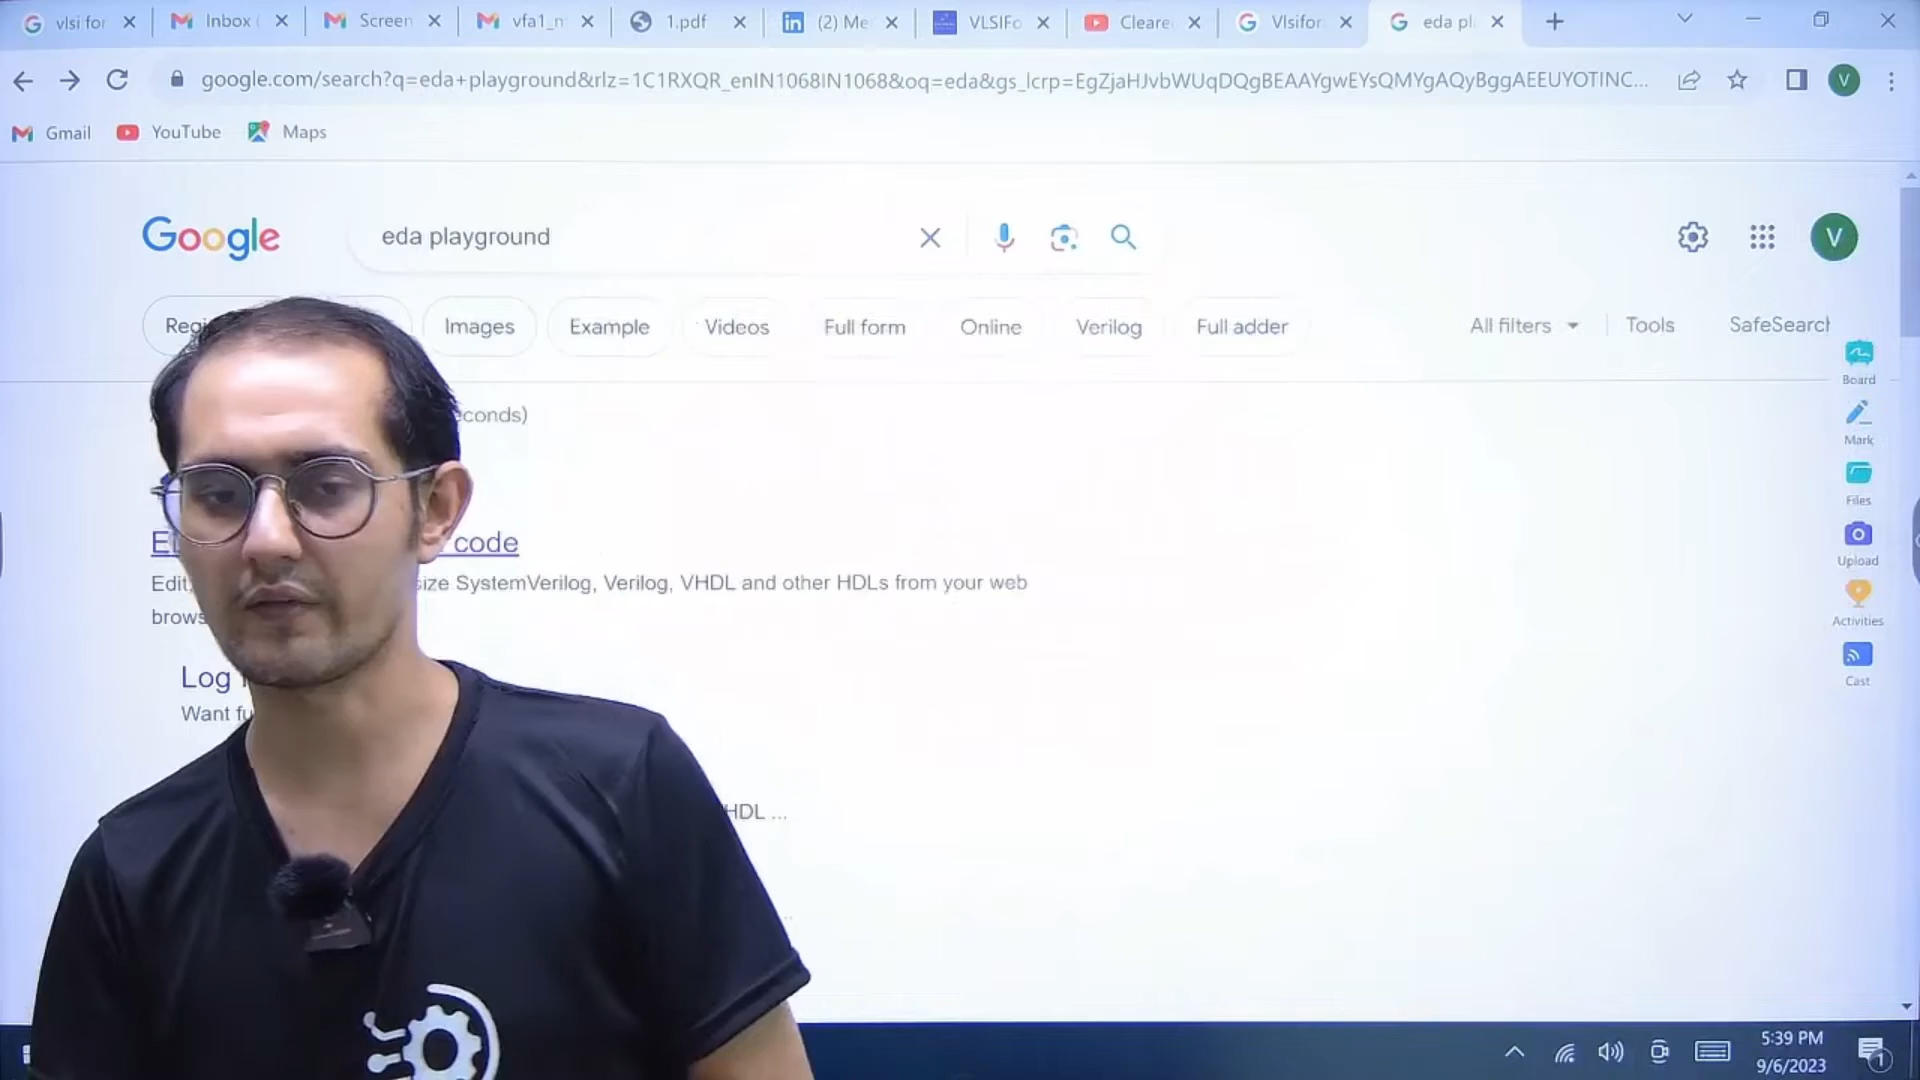 vlsi for
Inbox (
Screen
vfa1_n
1.pdf
(2) Me
VLSIFo
Cleare
Vlsifor
eda pl
google.com/search?q=eda+playground&rlz=1C1RXQR_enIN1068IN1068&oq=eda&gs_lcrp=EgZjaHJvbWUqDQgBEAAYgwEYsQMYgAQyBggAEEUYOTINC...
V
Gmail
YouTube
Maps
Google
eda playground
V
Images
Example
Videos
Full form
Online
Verilog
Full adder
All filters
Tools
SafeSearch
Board
Mark
Files
Upload
Activities
Cast
econds)
code
Edit,
size SystemVerilog, Verilog, VHDL and other HDLs from your web
brows
Log
Want fu
HDL ...
5:39 PM
9/6/2023
1